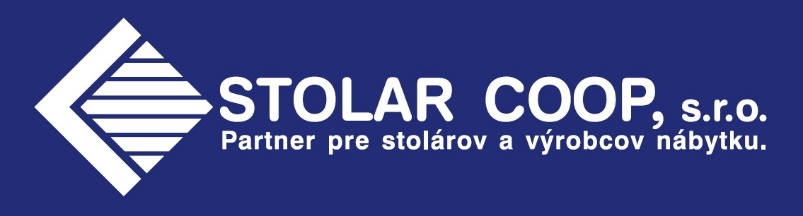 STOLAR COOP, s.r.o.
Partner pre stolárov a výrobcov nábytku.